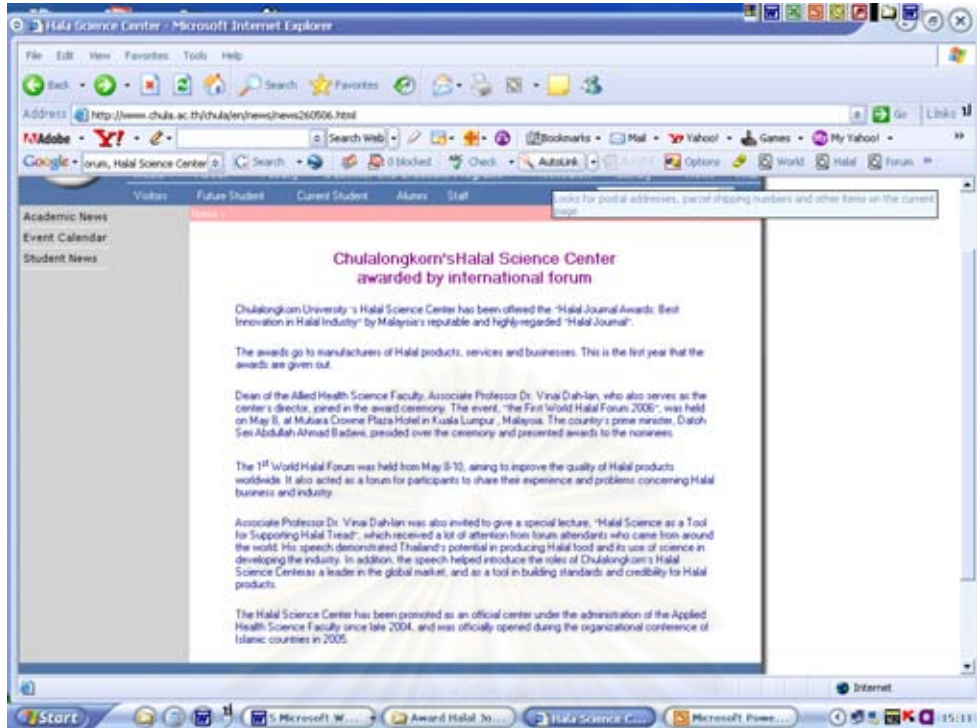 Hala Science Center - Microsoft Internet Explorer
File Edit View Favorites Tools Help
Back Search Favorites
Address http://www.chula.ac.th/chula/en/news/news260506.html Go Links
Adobe Y! Search Web Bookmarks Mail Yahoo! Games My Yahoo! »
Google orum, Halal Science Center Search 0 blocked Check AutoLink Options World Halal Forum »
Visitors Future Student Current Student Alumni Staff
Looks for postal addresses, parcel shipping numbers and other items on the current
page
Academic News
News >
Event Calendar
Student News
Chulalongkorn'sHalal Science Center
awarded by international forum
Chulalongkorn University 's Halal Science Center has been offered the "Halal Journal Awards: Best
Innovation in Halal Industry" by Malaysia's reputable and highly-regarded "Halal Journal".
The awards go to manufacturers of Halal products, services and businesses. This is the first year that the
awards are given out.
Dean of the Allied Health Science Faculty, Associate Professor Dr. Vinai Dah-lan, who also serves as the
center's director, joined in the award ceremony. The event, "the First World Halal Forum 2006", was held
on May 8, at Mutiara Crowne Plaza Hotel in Kuala Lumpur , Malaysia. The country's prime minister, Datoh
Seri Abdullah Ahmad Badawi, presided over the ceremony and presented awards to the nominees.
The 1st World Halal Forum was held from May 8-10, aiming to improve the quality of Halal products
worldwide. It also acted as a forum for participants to share their experience and problems concerning Halal
business and industry.
Associate Professor Dr. Vinai Dah-lan was also invited to give a special lecture, "Halal Science as a Tool
for Supporting Halal Tread", which received a lot of attention from forum attendants who came from around
the world. His speech demonstrated Thailand's potential in producing Halal food and its use of science in
developing the industry. In addition, the speech helped introduce the roles of Chulalongkorn's Halal
Science Centeras a leader in the global market, and as a tool in building standards and credibility for Halal
products.
The Halal Science Center has been promoted as an official center under the administration of the Applied
Health Science Faculty since late 2004, and was officially opened during the organizational conference of
Islamic countries in 2005.
Internet
Start 5 Microsoft W... Award Halal Jo... Hala Science C... Microsoft Powe...